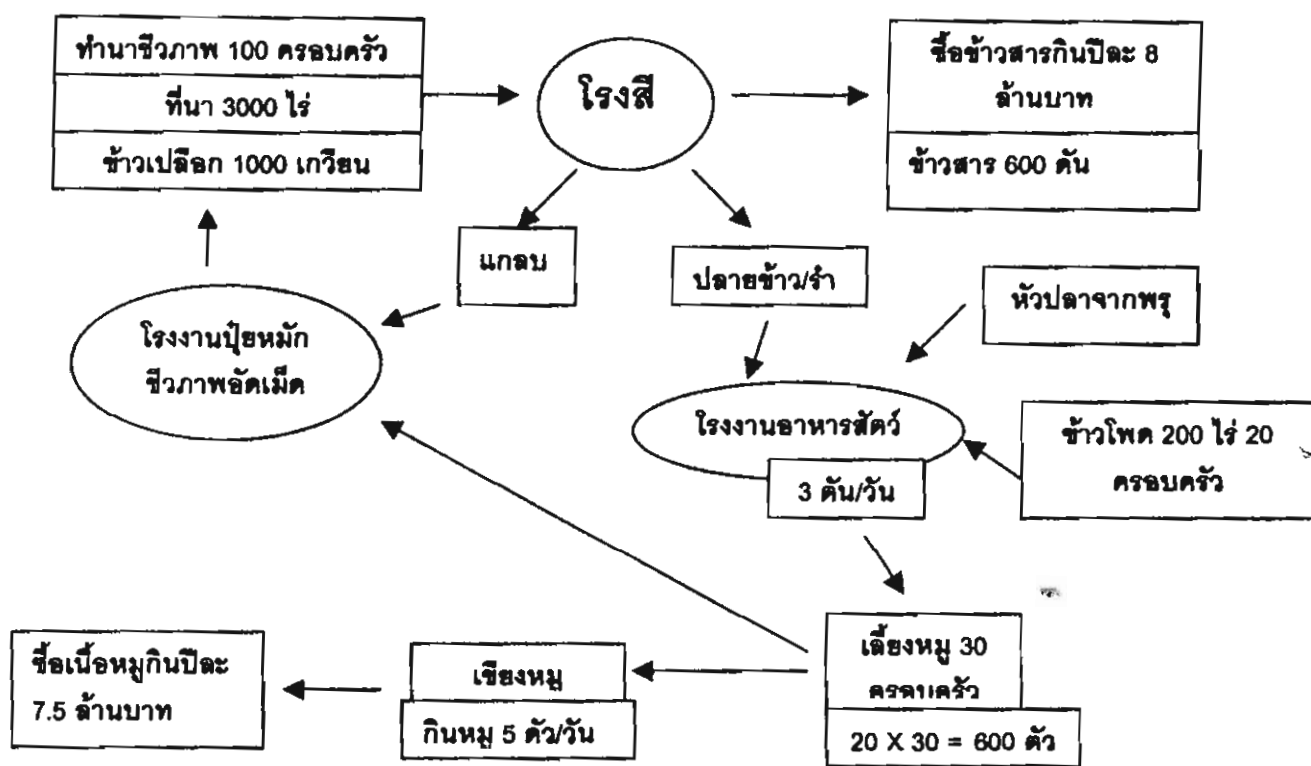 ทำนาชีวภาพ 100 ครอบครัว
ที่นา 3000 ไร่
ข้าวเปลือก 1000 เกวียน
โรงสี
ซื้อข้าวสารกินปีละ 8
ล้านบาท
ข้าวสาร 600 ตัน
แกลบ
ปลายข้าว/รำ
หัวปลาจากพรุ
โรงงานปุ๋ยหมัก
ชีวภาพอัดเม็ด
โรงงานอาหารสัตว์
3 ตัน/วัน
ข้าวโพด 200 ไร่ 20
ครอบครัว
เลี้ยงหมู 30
ครอบครัว
20 X 30 = 600 ตัว
เขียงหมู
กินหมู 5 ตัว/วัน
ซื้อเนื้อหมูกินปีละ
7.5 ล้านบาท